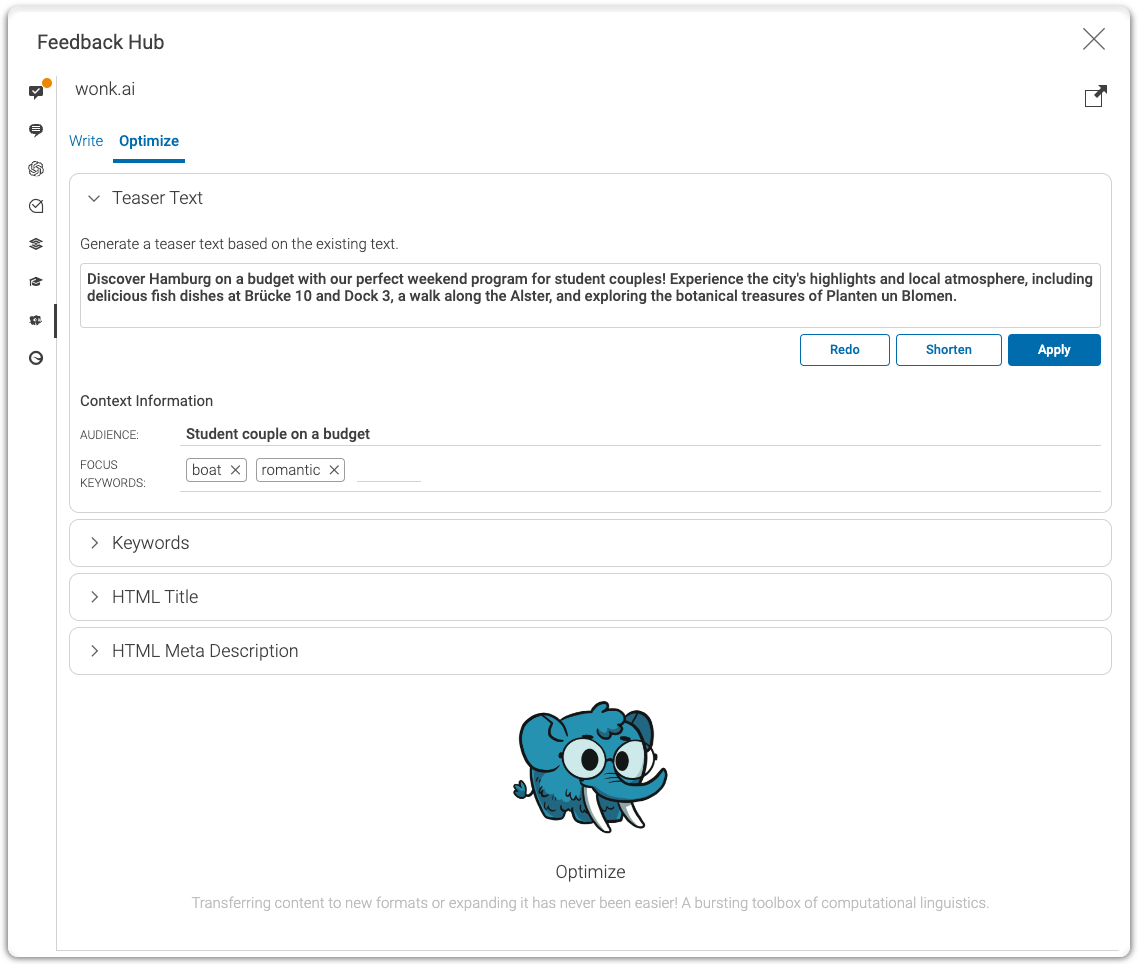 Feedback Hub
wonk.ai
Write Optimize
Teaser Text
Generate a teaser text based on the existing text.
Discover Hamburg on a budget with our perfect weekend program for student couples! Experience the city's highlights and local atmosphere, including
delicious fish dishes at Brücke 10 and Dock 3, a walk along the Alster, and exploring the botanical treasures of Planten un Blomen.
Redo Shorten Apply
Context Information
AUDIENCE: Student couple on a budget
FOCUS
KEYWORDS: boat romantic
Keywords
HTML Title
HTML Meta Description
Optimize
Transferring content to new formats or expanding it has never been easier! A bursting toolbox of computational linguistics.